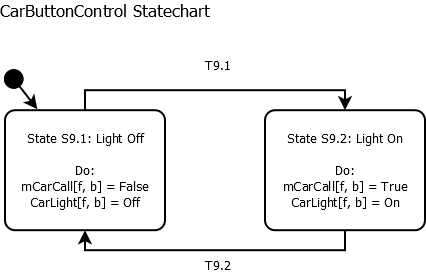 CarButtonControl Statechart
T9.1
State S9.1: Light Off
Do:
mCarCall[f, b] = False
CarLight[f, b] = Off
State S9.2: Light On
Do:
mCarCall[f, b] = True
CarLight[f, b] = On
T9.2